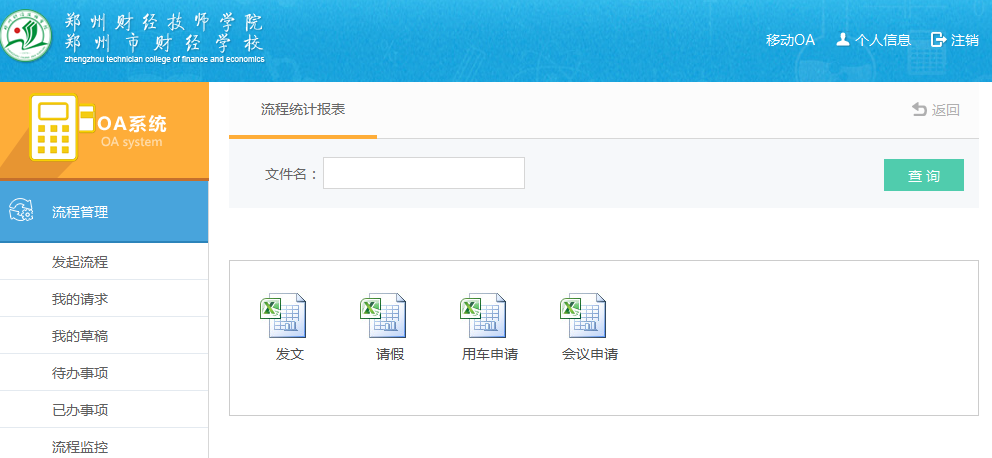 郑州财经技师学院
郑州市财经学校
zhengzhou technician college of finance and economics
移动OA
个人信息
注销
OA系统
OA system
流程管理
发起流程
我的请求
我的草稿
待办事项
已办事项
流程监控
流程统计报表
返回
文件名：
查 询
发文
请假
用车申请
会议申请